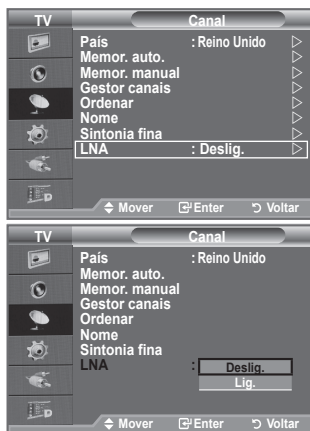 TV Canal
País : Reino Unido
Memor. auto.
Memor. manual
Gestor canais
Ordenar
Nome
Sintonia fina
LNA : Deslig.
Mover Enter Voltar
TV Canal
País : Reino Unido
Memor. auto.
Memor. manual
Gestor canais
Ordenar
Nome
Sintonia fina
LNA : Deslig.
Lig.
Mover Enter Voltar